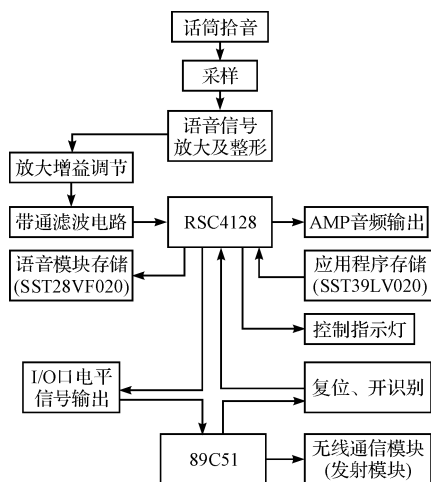 话筒拾音
采样
语音信号
放大及整形
放大增益调节
带通滤波电路
RSC4128
AMP音频输出
语音模块存储
(SST28VF020)
应用程序存储
(SST39LV020)
控制指示灯
I/O口电平
信号输出
复位、开识别
89C51
无线通信模块
(发射模块)